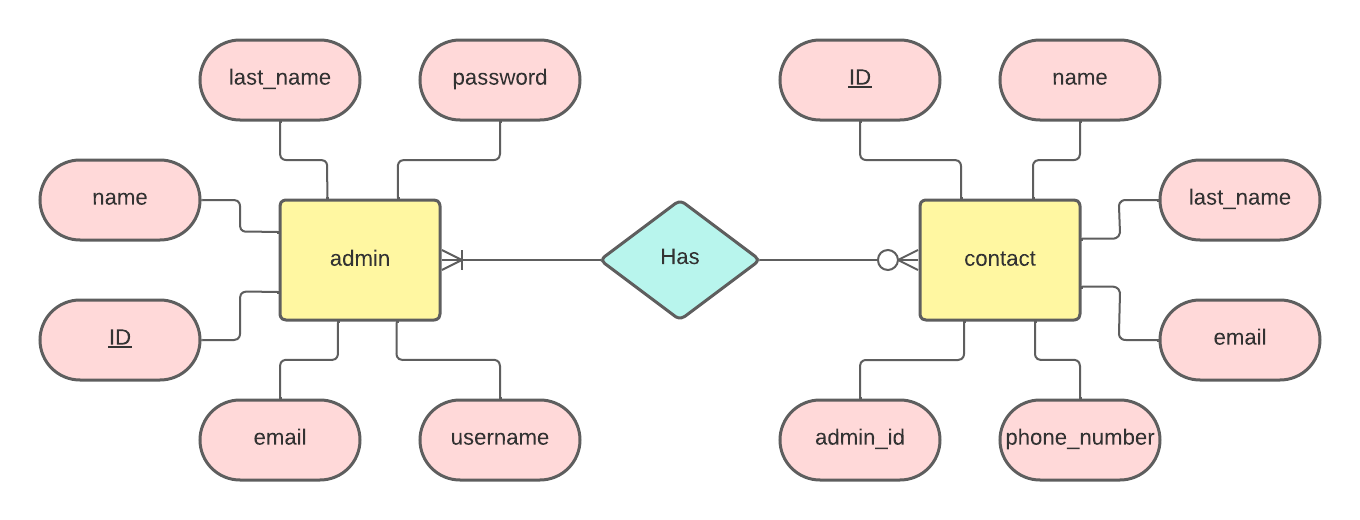 last_name
password
ID
name
name
last_name
admin
Has
contact
ID
email
email
username
admin_id
phone_number